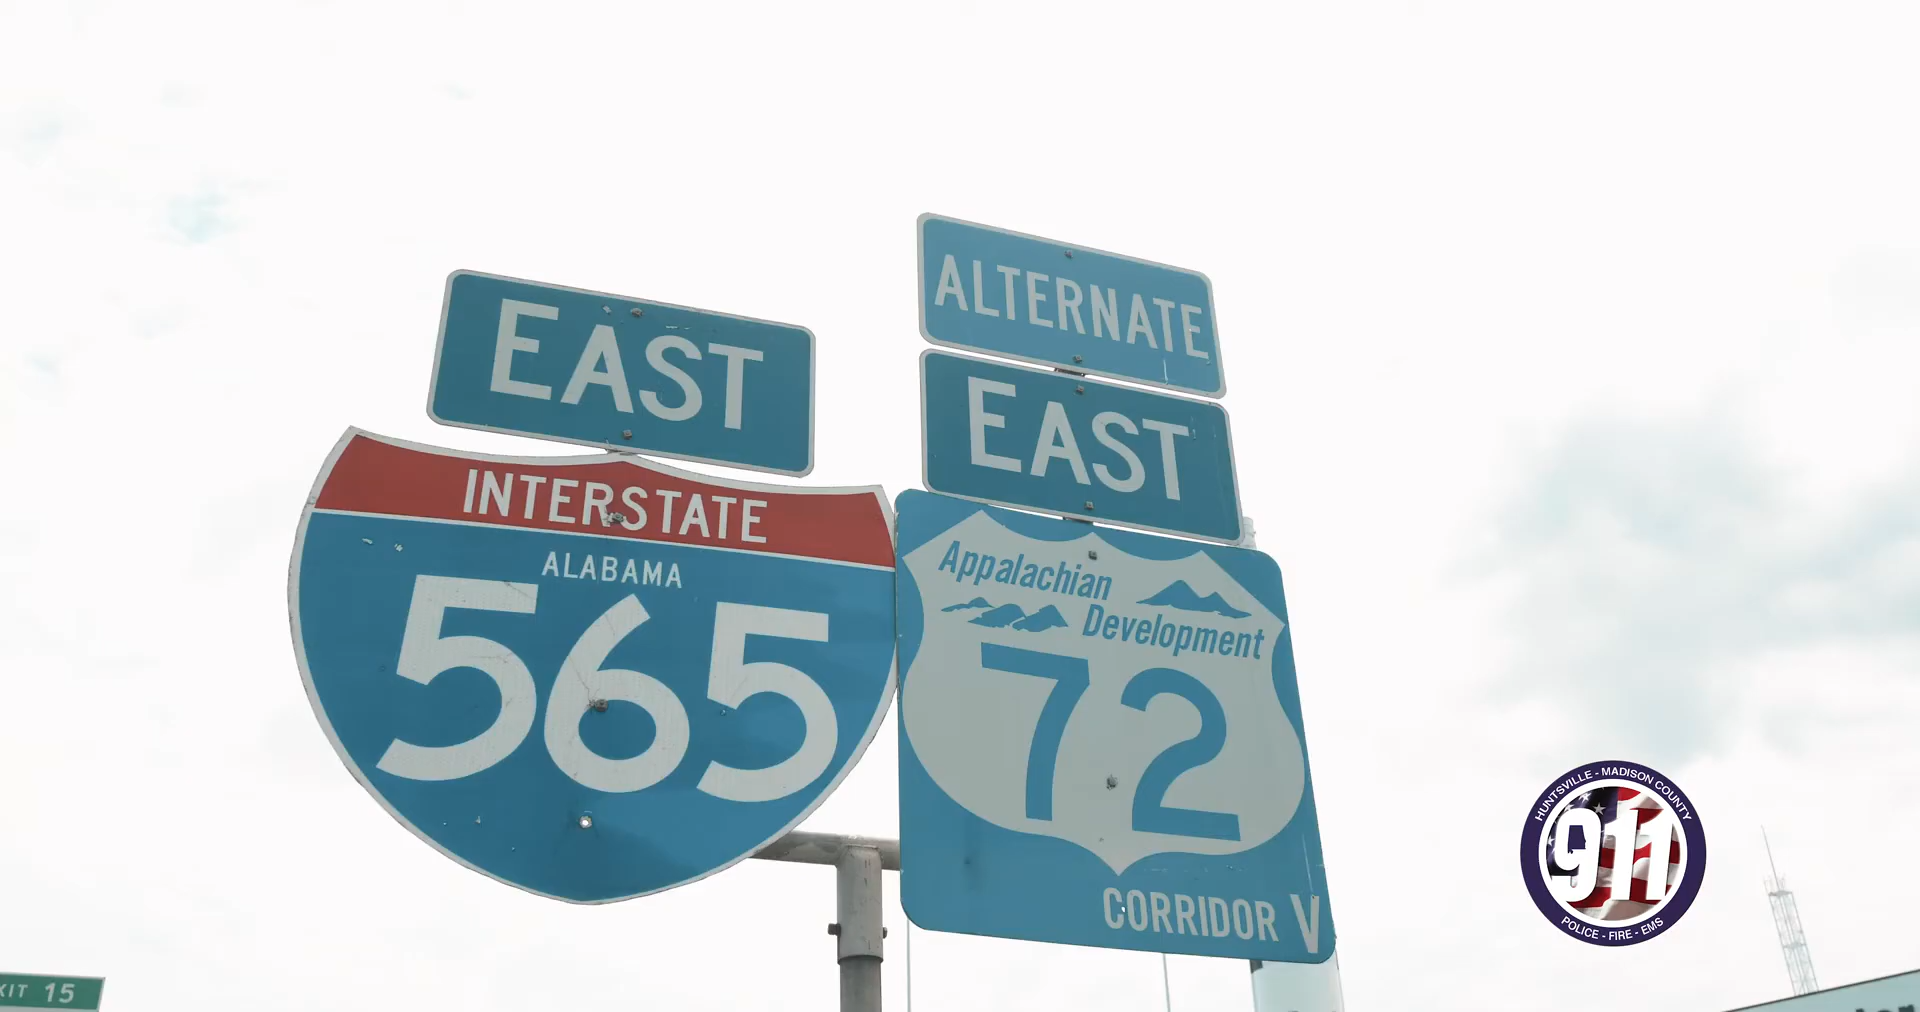 EAST
INTERSTATE
ALABAMA
565
ALTERNATE
EAST
Appalachian
Development
72
CORRIDOR V
HUNTSVILLE - MADISON COUNTY
911
POLICE - FIRE - EMS
15